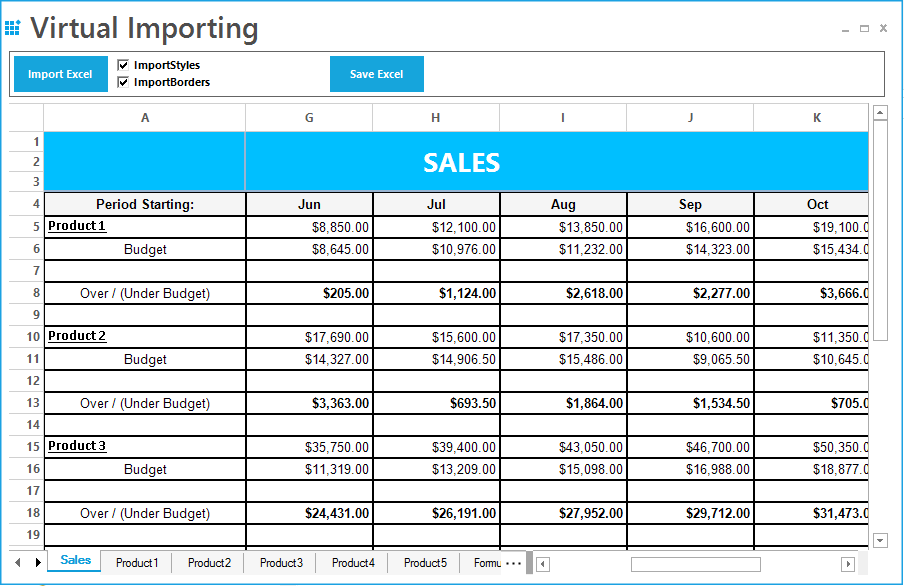 Virtual Importing
Import Excel
ImportStyles
ImportBorders
Save Excel
A G H I J K
1
2 SALES
3
4 Period Starting: Jun Jul Aug Sep Oct
5 Product 1 $8,850.00 $12,100.00 $13,850.00 $16,600.00 $19,100.0
6 Budget $8,645.00 $10,976.00 $11,232.00 $14,323.00 $15,434.0
7
8 Over / (Under Budget) $205.00 $1,124.00 $2,618.00 $2,277.00 $3,666.0
9
10 Product 2 $17,690.00 $15,600.00 $17,350.00 $10,600.00 $11,350.0
11 Budget $14,327.00 $14,906.50 $15,486.00 $9,065.50 $10,645.0
12
13 Over / (Under Budget) $3,363.00 $693.50 $1,864.00 $1,534.50 $705.0
14
15 Product 3 $35,750.00 $39,400.00 $43,050.00 $46,700.00 $50,350.0
16 Budget $11,319.00 $13,209.00 $15,098.00 $16,988.00 $18,877.0
17
18 Over / (Under Budget) $24,431.00 $26,191.00 $27,952.00 $29,712.00 $31,473.0
19
Sales Product1 Product2 Product3 Product4 Product5 Formu ...